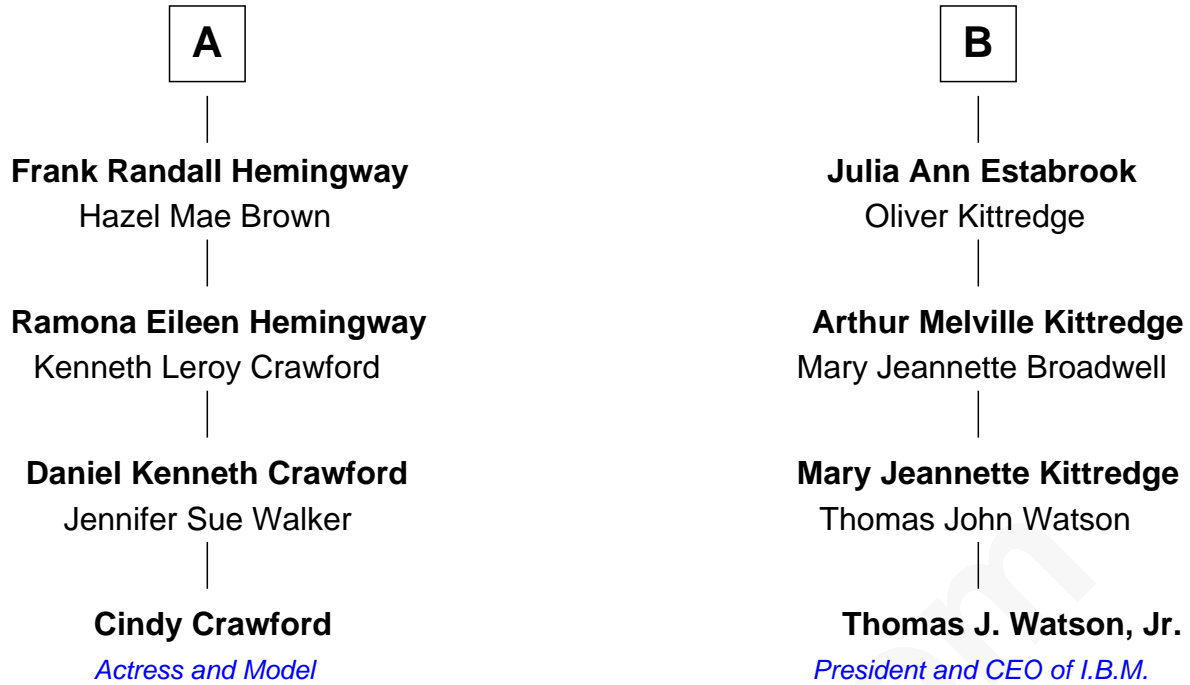 A
Frank Randall Hemingway
Hazel Mae Brown
Ramona Eileen Hemingway
Kenneth Leroy Crawford
Daniel Kenneth Crawford
Jennifer Sue Walker
Cindy Crawford
Actress and Model
B
Julia Ann Estabrook
Oliver Kittredge
Arthur Melville Kittredge
Mary Jeannette Broadwell
Mary Jeannette Kittredge
Thomas John Watson
Thomas J. Watson, Jr.
President and CEO of I.B.M.